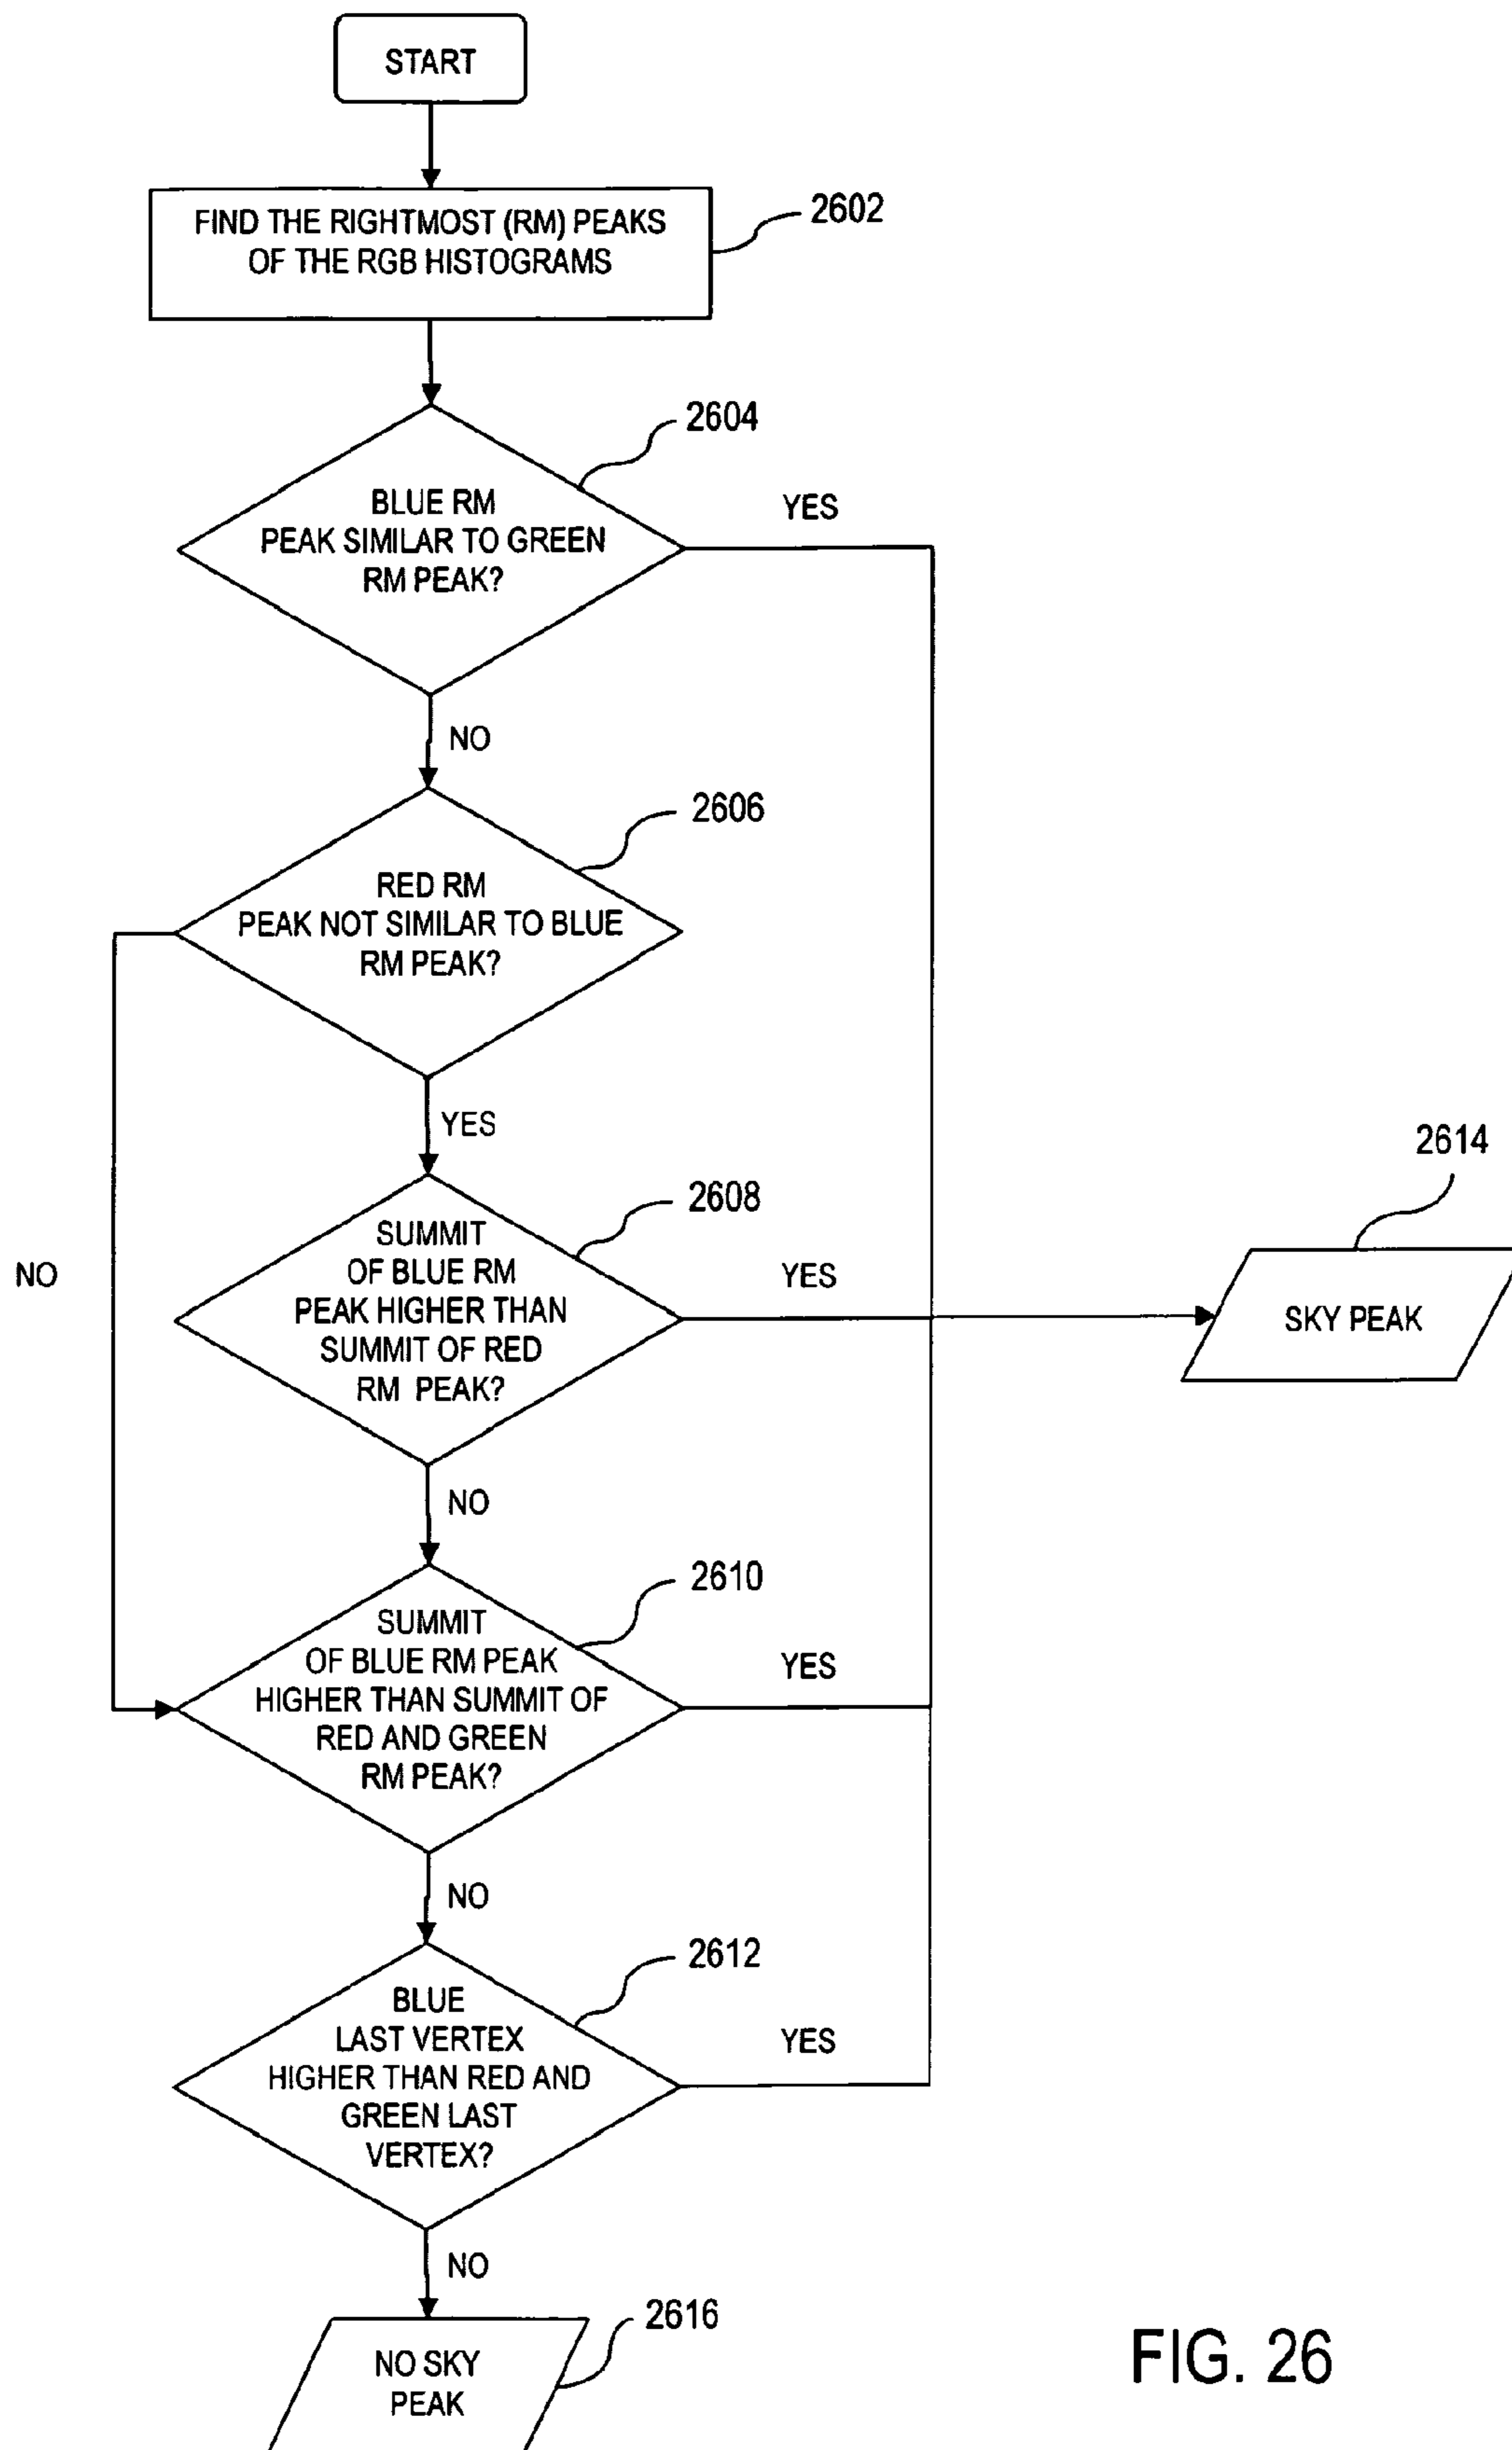 START
FIND THE RIGHTMOST (RM) PEAKS
OF THE RGB HISTOGRAMS
2602
2604
BLUE RM
PEAK SIMILAR TO GREEN
RM PEAK?
YES
NO
2606
RED RM
PEAK NOT SIMILAR TO BLUE
RM PEAK?
YES
NO
2608
SUMMIT
OF BLUE RM
PEAK HIGHER THAN
SUMMIT OF RED
RM PEAK?
YES
2614
SKY PEAK
NO
2610
SUMMIT
OF BLUE RM PEAK
HIGHER THAN SUMMIT OF
RED AND GREEN
RM PEAK?
YES
NO
2612
BLUE
LAST VERTEX
HIGHER THAN RED AND
GREEN LAST
VERTEX?
YES
NO
2616
NO SKY
PEAK
FIG. 26